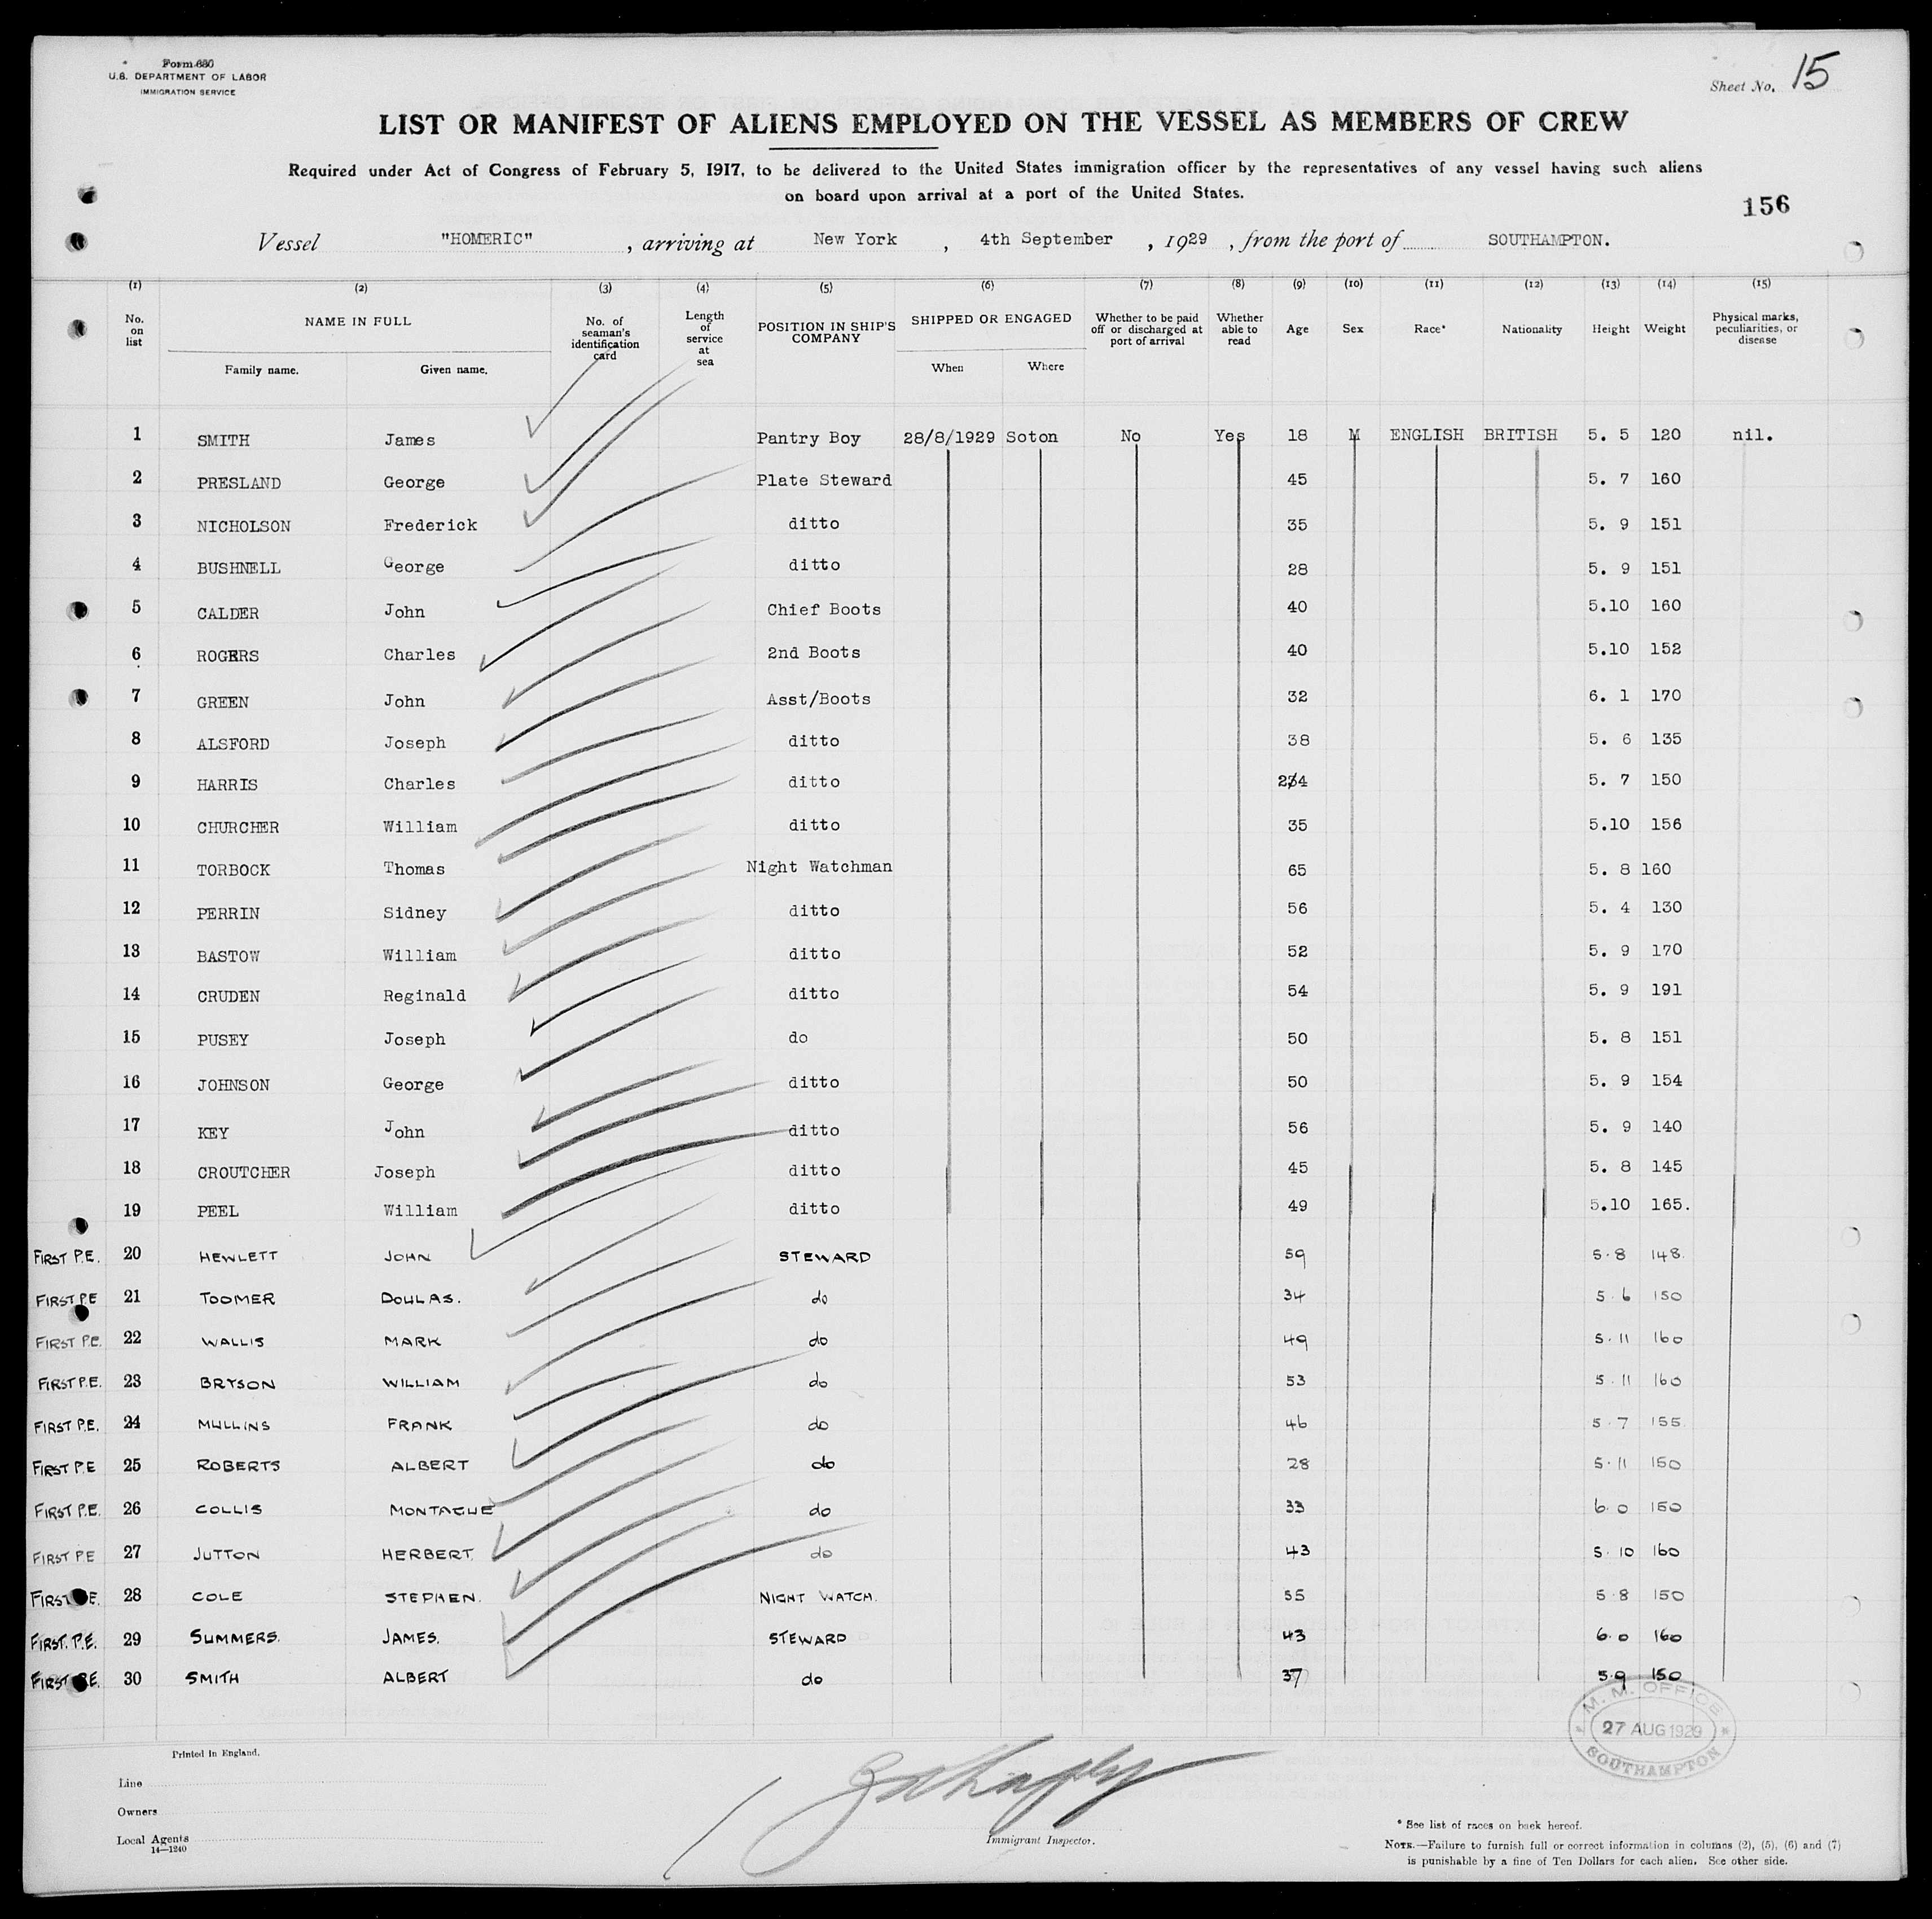 Form 680
U.S. DEPARTMENT OF LABOR
IMMIGRATION SERVICE
Sheet No. 15
LIST OR MANIFEST OF ALIENS EMPLOYED ON THE VESSEL AS MEMBERS OF CREW
Required under Act of Congress of February 5, 1917, to be delivered to the United States immigration officer by the representatives of any vessel having such aliens
on board upon arrival at a port of the United States.
156
Vessel "HOMERIC", arriving at New York, 4th September, 1929, from the port of SOUTHAMPTON.
(1) (2) (3) (4) (5) (6) (7) (8) (9) (10) (11) (12) (13) (14) (15)
No. on list NAME IN FULL Family name. Given name. No. of seaman's identification card Length of service at sea POSITION IN SHIP'S COMPANY SHIPPED OR ENGAGED When Where Whether to be paid off or discharged at port of arrival Whether able to read Age Sex Race* Nationality Height Weight Physical marks, peculiarities, or disease
1 SMITH James Pantry Boy 28/8/1929 Soton No Yes 18 M ENGLISH BRITISH 5. 5 120 nil.
2 PRESLAND George Plate Steward 45 5. 7 160
3 NICHOLSON Frederick ditto 35 5. 9 151
4 BUSHNELL George ditto 28 5. 9 151
5 CALDER John Chief Boots 40 5.10 160
6 ROGERS Charles 2nd Boots 40 5.10 152
7 GREEN John Asst/Boots 32 6. 1 170
8 ALSFORD Joseph ditto 38 5. 6 135
9 HARRIS Charles ditto 5. 7 150
10 CHURCHER William ditto 35 5.10 156
11 TORBOCK Thomas Night Watchman 65 5. 8 160
12 PERRIN Sidney ditto 56 5. 4 130
13 BASTOW William ditto 52 5. 9 170
14 CRUDEN Reginald ditto 54 5. 9 191
15 PUSEY Joseph do 50 5. 8 151
16 JOHNSON George ditto 50 5. 9 154
17 KEY John ditto 56 5. 9 140
18 CROUTCHER Joseph ditto 45 5. 8 145
19 PEEL William ditto 49 5.10 165.
FIRST P.E. 20 HEWLETT JOHN STEWARD 59 5.8 148.
FIRST P.E 21 TOOMER DOULAS. do 34 5.6 150
FIRST P.E. 22 WALLIS MARK do 49 5.11 160
FIRST P.E. 23 BRYSON WILLIAM do 53 5.11 160
FIRST P.E. 24 MULLINS FRANK do 46 5.7 155
FIRST P.E 25 ROBERTS ALBERT do 28 5.11 150
FIRST P.E. 26 COLLIS MONTAGUE do 33 6.0 150
FIRST P.E 27 JUTTON HERBERT. do 43 5.10 160
FIRST E. 28 COLE STEPHEN. NIGHT WATCH. 55 5.8 150
FIRST. P.E. 29 SUMMERS. JAMES. STEWARD 43 6.0 160
FIRST E. 30 SMITH ALBERT do 37 5.9 150
M. M. OFFICE
27 AUG 1929
SOUTHAMPTON
Printed in England.
Line
Owners
Local Agents
14—1240
Immigrant Inspector.
* See list of races on back hereof.
NOTE.—Failure to furnish full or correct information in columns (2), (5), (6) and (7)
is punishable by a fine of Ten Dollars for each alien. See other side.